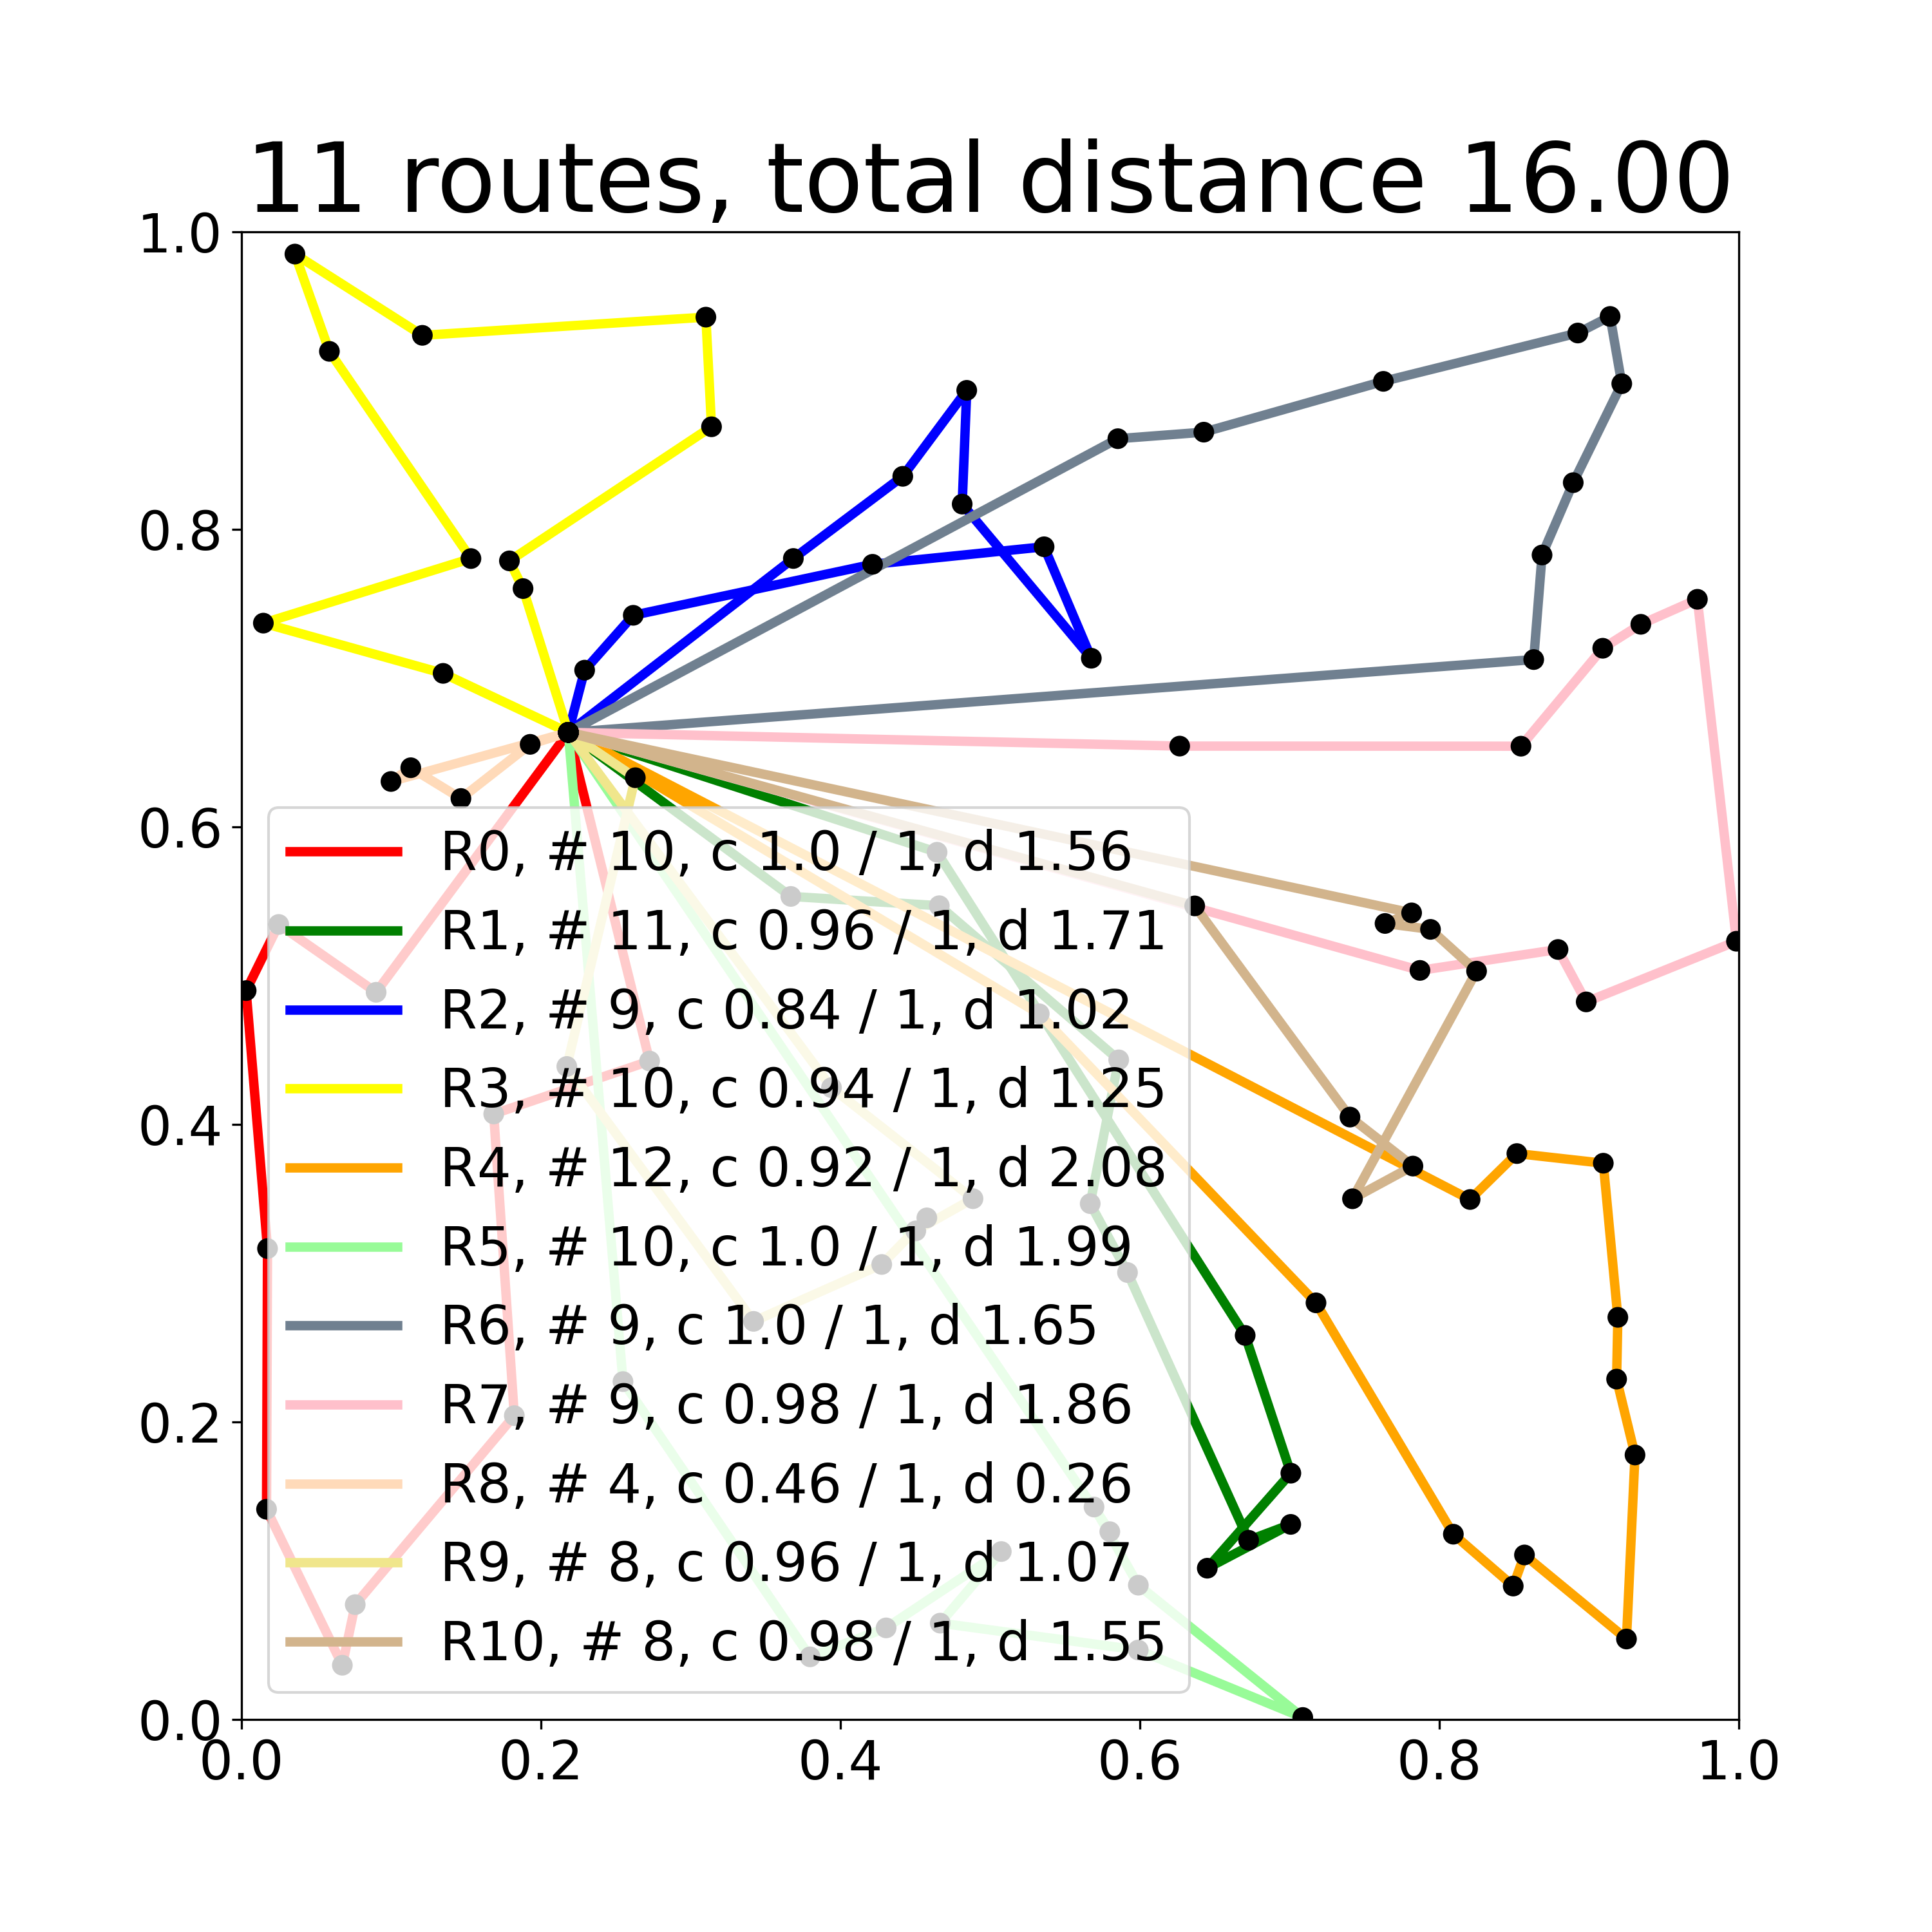 11 routes, total distance 16.00
1.0
0.8
0.6
0.4
0.2
0.0
R0, # 10, c 1.0 / 1, d 1.56
R1, # 11, c 0.96 / 1, d 1.71
R2, # 9, c 0.84 / 1, d 1.02
R3, # 10, c 0.94 / 1, d 1.25
R4, # 12, c 0.92 / 1, d 2.08
R5, # 10, c 1.0 / 1, d 1.99
R6, # 9, c 1.0 / 1, d 1.65
R7, # 9, c 0.98 / 1, d 1.86
R8, # 4, c 0.46 / 1, d 0.26
R9, # 8, c 0.96 / 1, d 1.07
R10, # 8, c 0.98 / 1, d 1.55
0.0 0.2 0.4 0.6 0.8 1.0